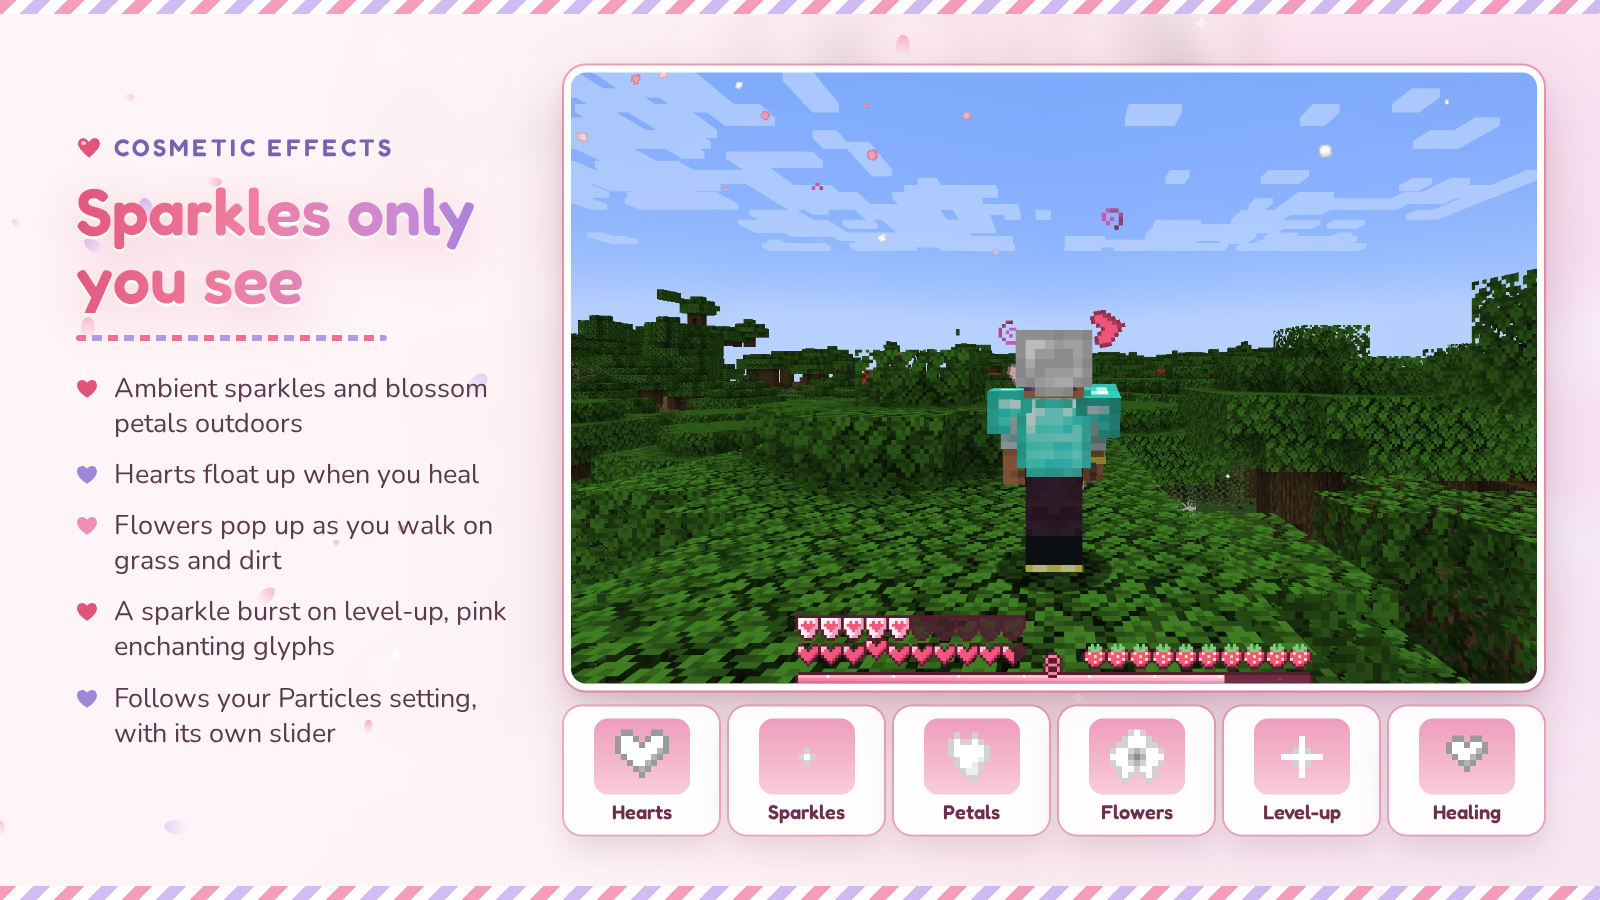 COSMETIC EFFECTS
Sparkles only
you see
Ambient sparkles and blossom
petals outdoors
Hearts float up when you heal
Flowers pop up as you walk on
grass and dirt
A sparkle burst on level-up, pink
enchanting glyphs
Follows your Particles setting,
with its own slider
8
Hearts
Sparkles
Petals
Flowers
Level-up
Healing